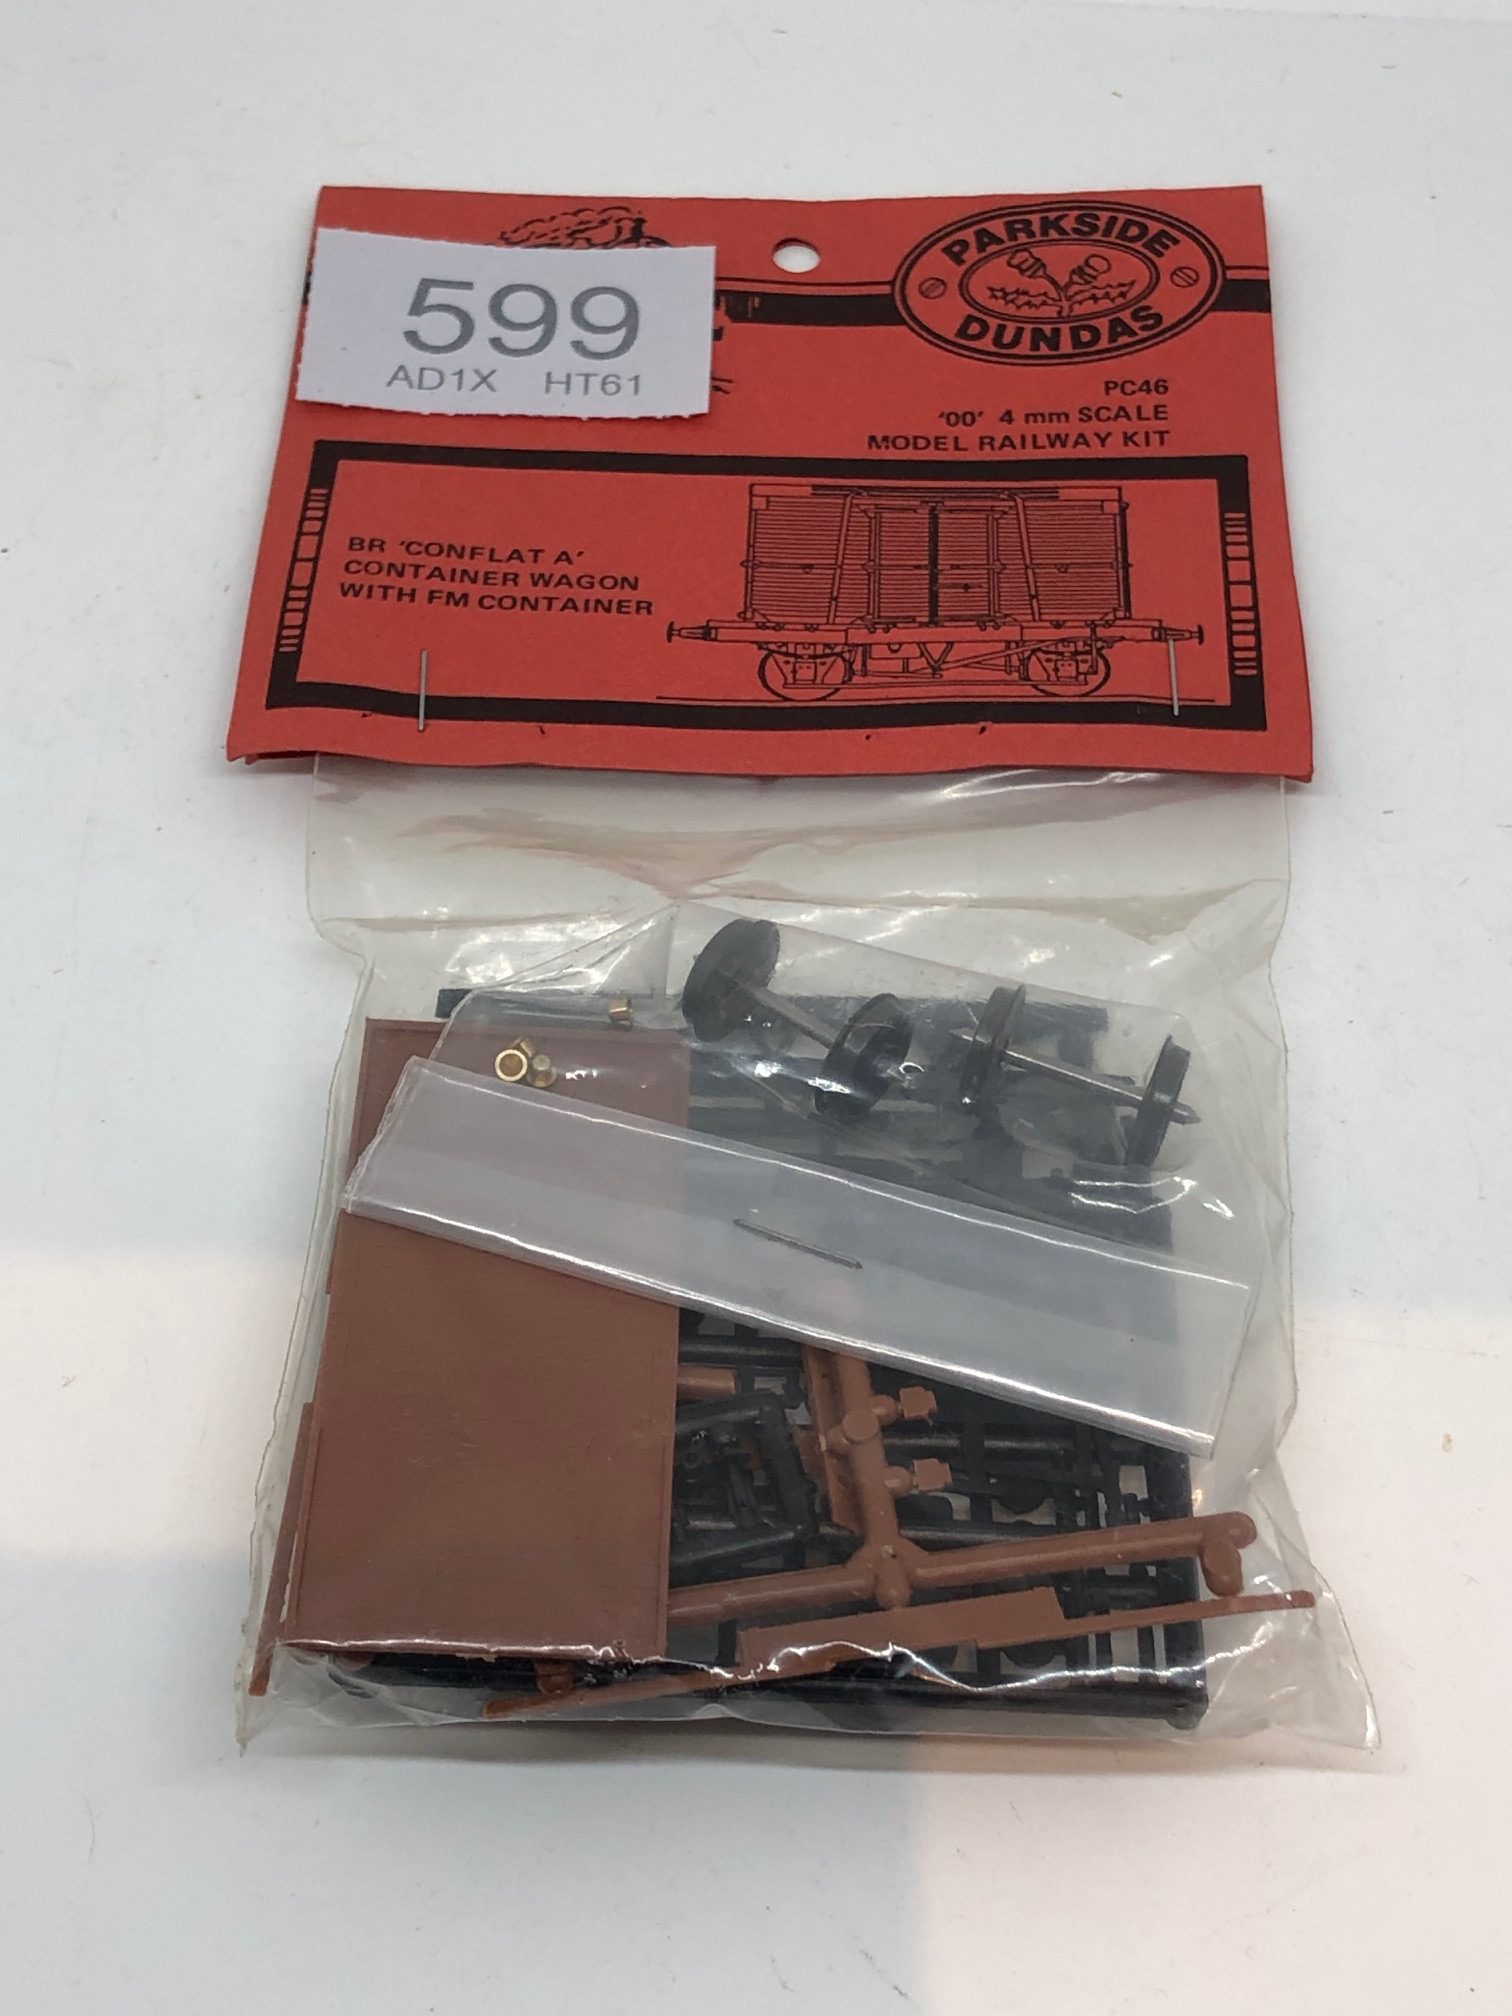 599
AD1X HT61
PARKSIDE
DUNDAS
PC46
'00' 4 mm SCALE
MODEL RAILWAY KIT
BR 'CONFLAT A'
CONTAINER WAGON
WITH FM CONTAINER